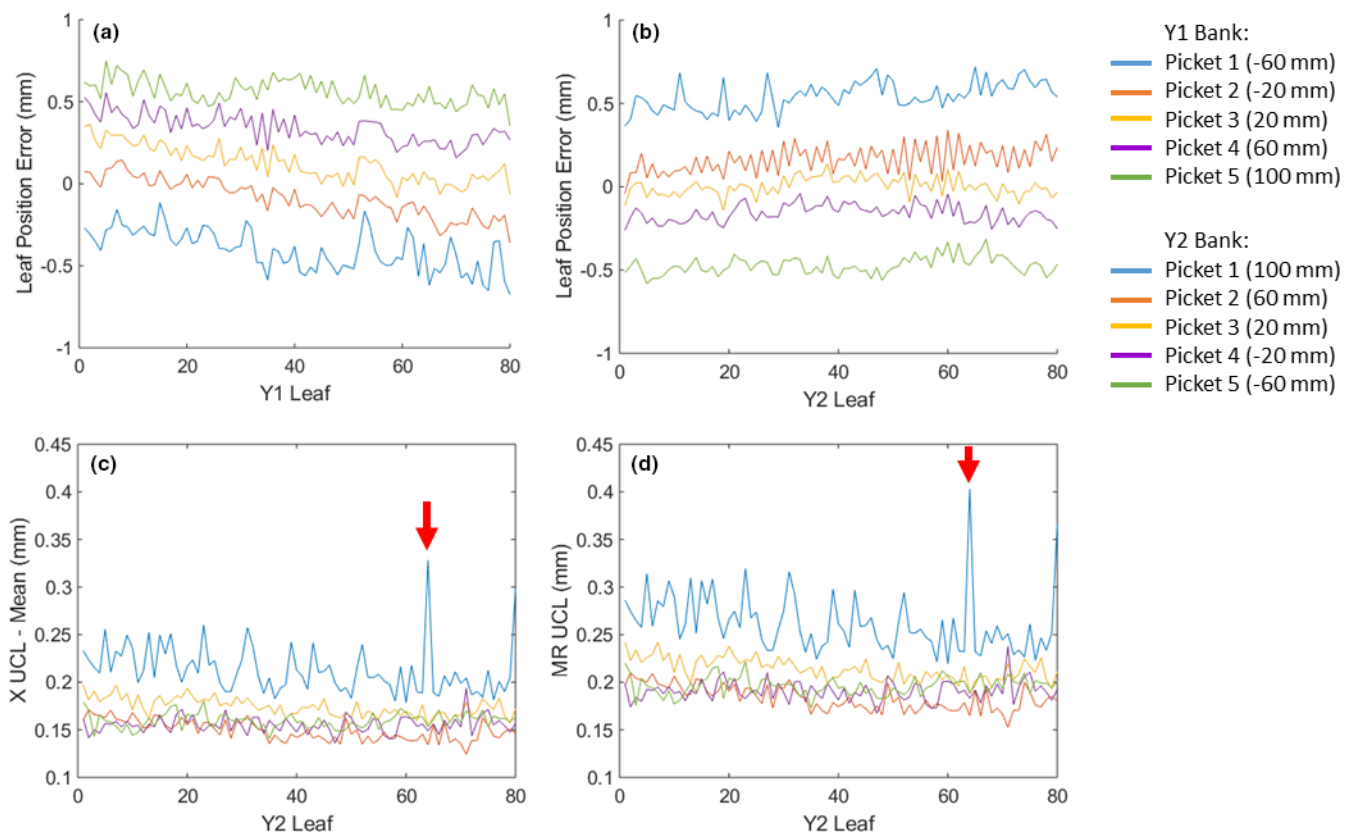 (a)
1
0.5
0
-0.5
-1
Leaf Position Error (mm)
0 20 40 60 80
Y1 Leaf
(b)
1
0.5
0
-0.5
-1
Leaf Position Error (mm)
0 20 40 60 80
Y2 Leaf
Y1 Bank:
Picket 1 (-60 mm)
Picket 2 (-20 mm)
Picket 3 (20 mm)
Picket 4 (60 mm)
Picket 5 (100 mm)
Y2 Bank:
Picket 1 (100 mm)
Picket 2 (60 mm)
Picket 3 (20 mm)
Picket 4 (-20 mm)
Picket 5 (-60 mm)
(c)
0.45
0.4
0.35
0.3
0.25
0.2
0.15
0.1
X UCL - Mean (mm)
0 20 40 60 80
Y2 Leaf
(d)
0.45
0.4
0.35
0.3
0.25
0.2
0.15
0.1
MR UCL (mm)
0 20 40 60 80
Y2 Leaf